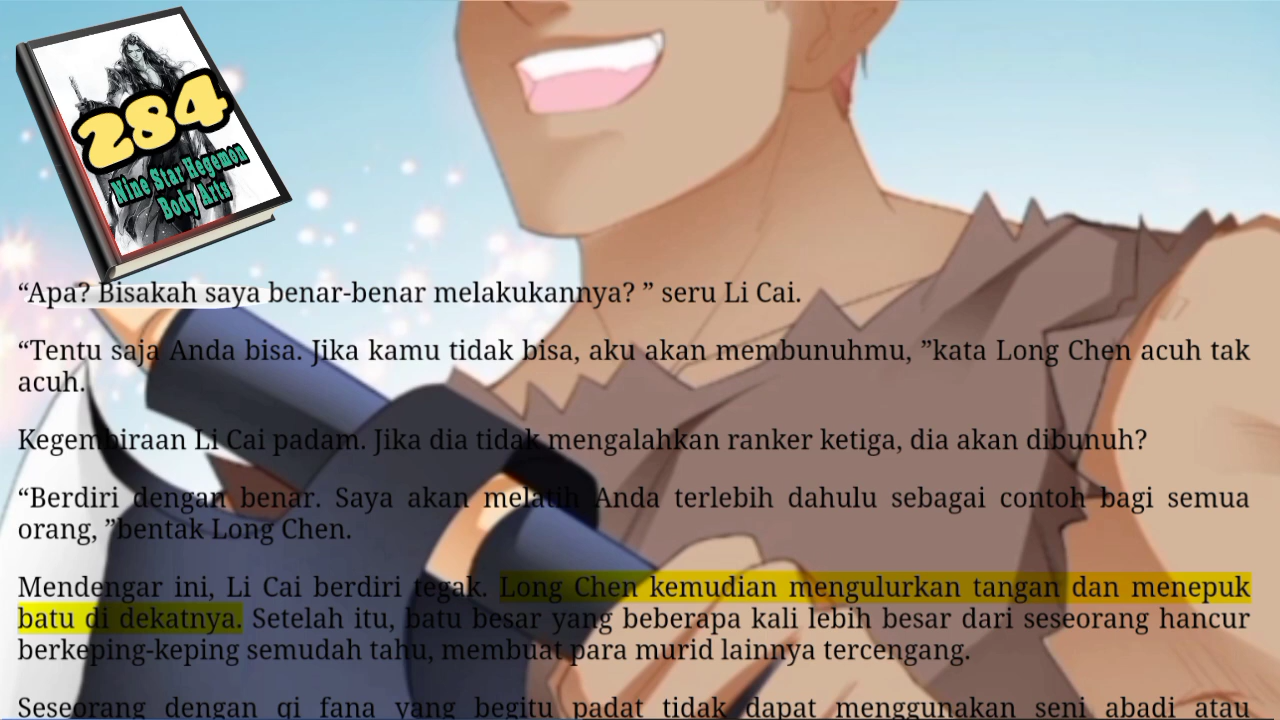 284
Nine Star Hegemon
Body Arts
“Apa? Bisakah saya benar-benar melakukannya? ” seru Li Cai.
“Tentu saja Anda bisa. Jika kamu tidak bisa, aku akan membunuhmu, ”kata Long Chen acuh tak
acuh.
Kegembiraan Li Cai padam. Jika dia tidak mengalahkan ranker ketiga, dia akan dibunuh?
“Berdiri dengan benar. Saya akan melatih Anda terlebih dahulu sebagai contoh bagi semua
orang, ”bentak Long Chen.
Mendengar ini, Li Cai berdiri tegak. Long Chen kemudian mengulurkan tangan dan menepuk
batu di dekatnya. Setelah itu, batu besar yang beberapa kali lebih besar dari seseorang hancur
berkeping-keping semudah tahu, membuat para murid lainnya tercengang.
Seseorang dengan qi fana yang begitu padat tidak dapat menggunakan seni abadi atau